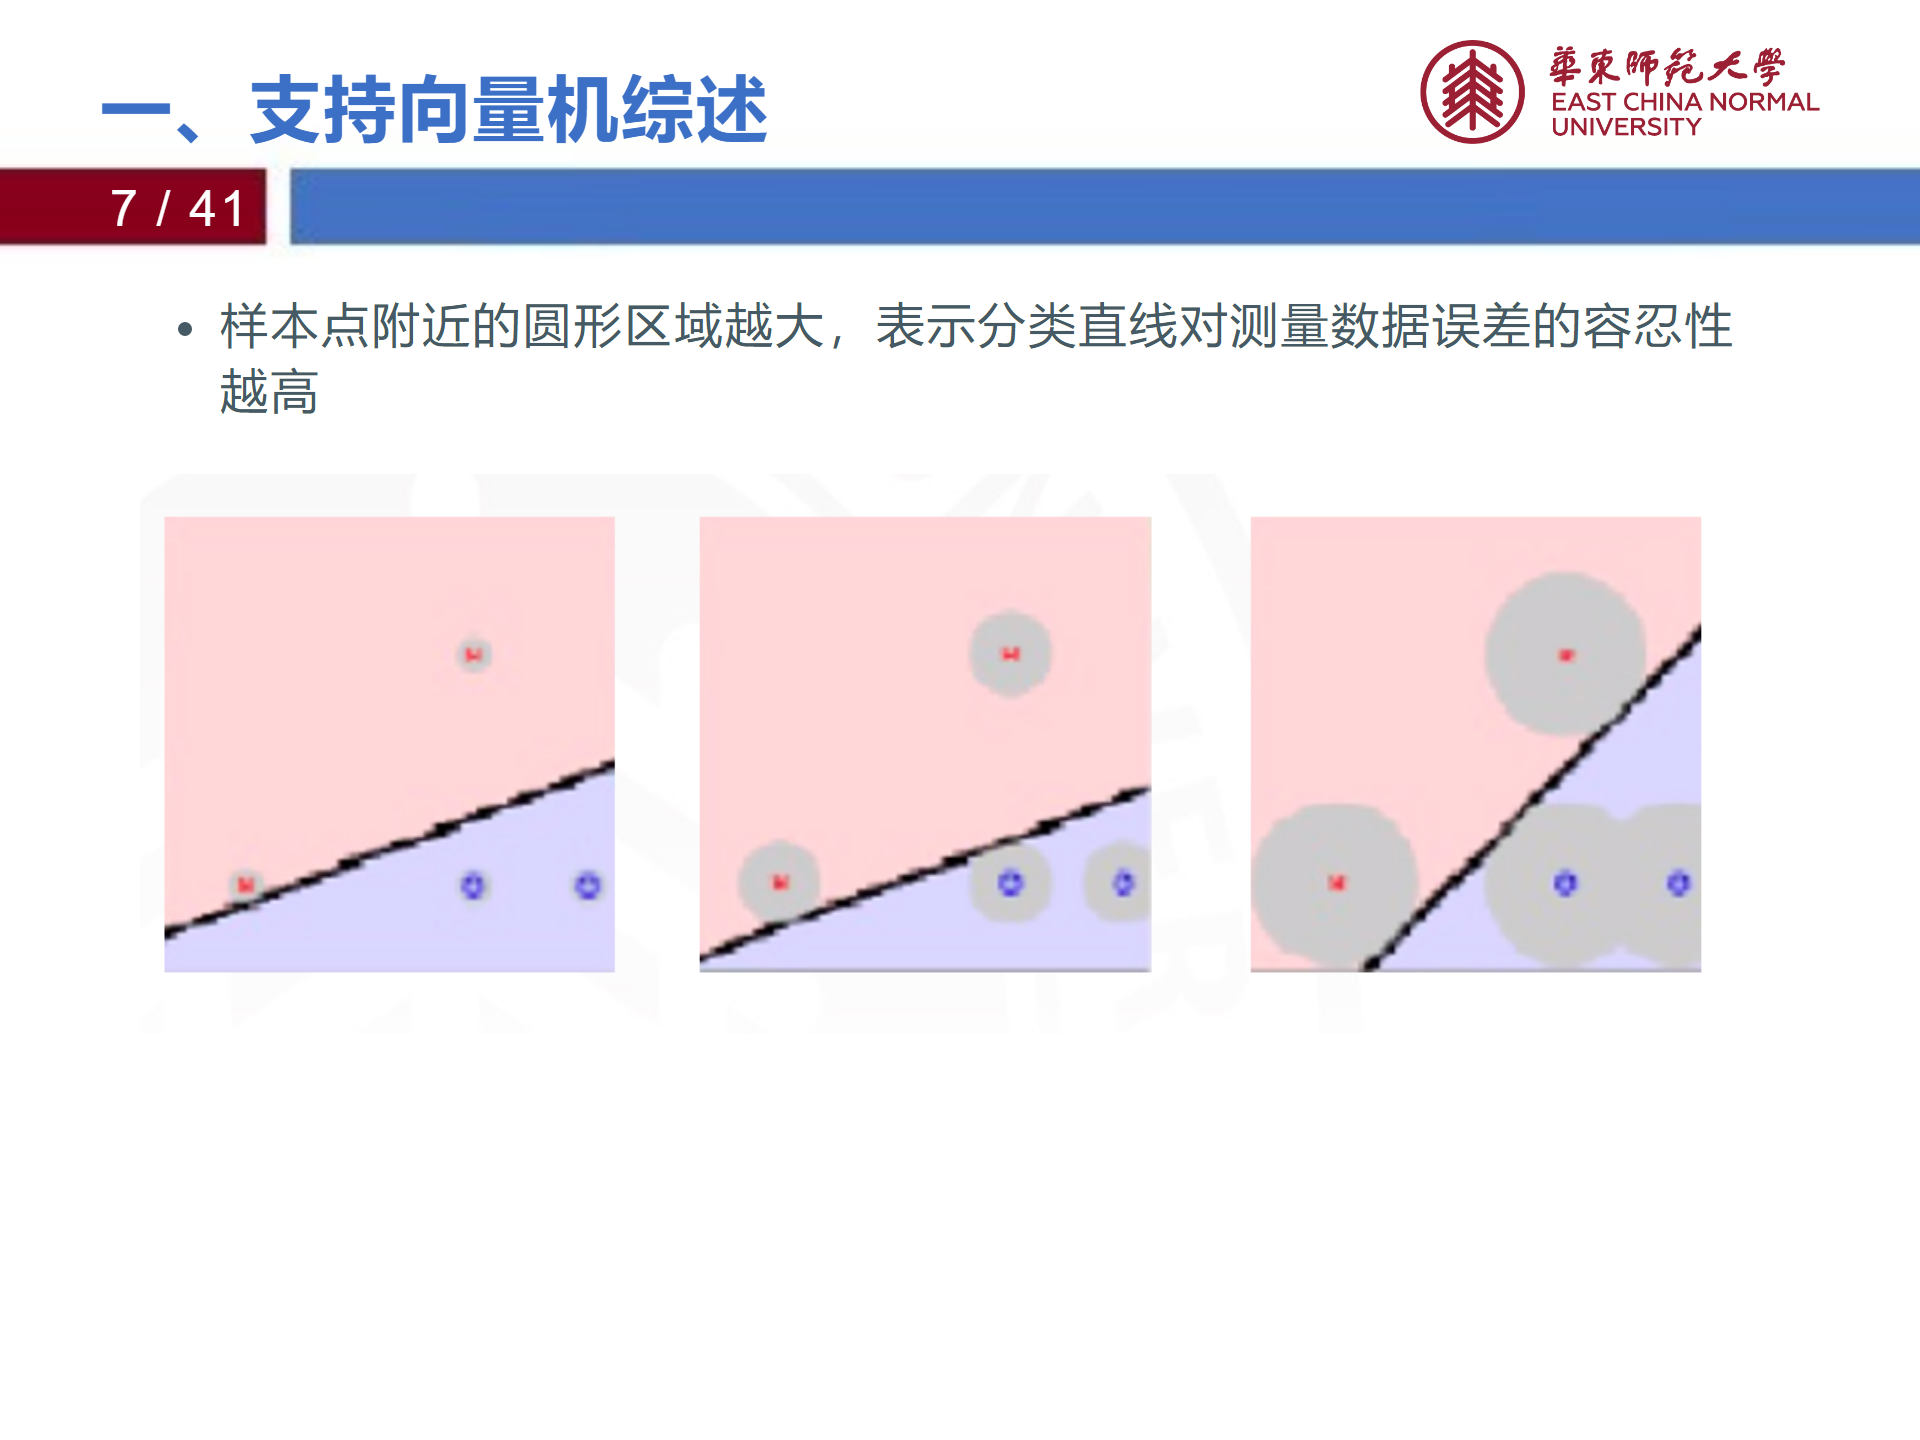 一、支持向量机综述
華東師範大學
EAST CHINA NORMAL
UNIVERSITY
7 / 41
• 样本点附近的圆形区域越大，表示分类直线对测量数据误差的容忍性
越高